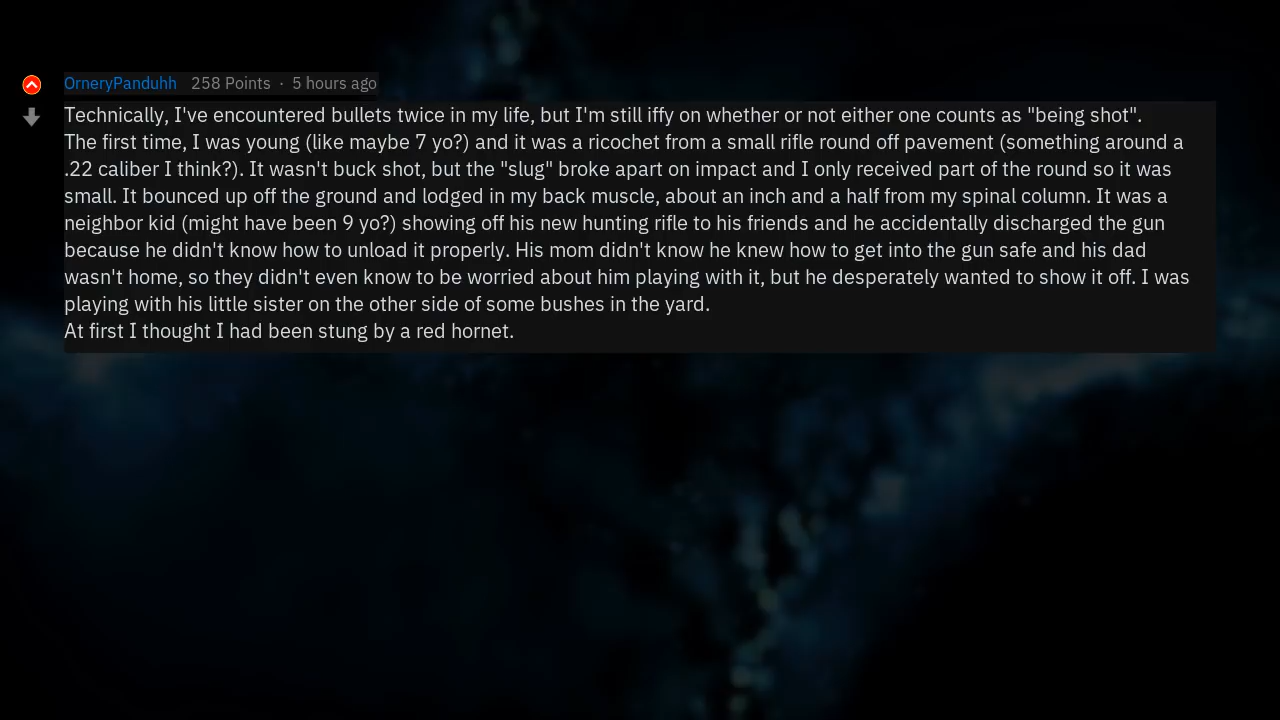 OrneryPanduhh 258 Points · 5 hours ago
Technically, I've encountered bullets twice in my life, but I'm still iffy on whether or not either one counts as "being shot".
The first time, I was young (like maybe 7 yo?) and it was a ricochet from a small rifle round off pavement (something around a
.22 caliber I think?). It wasn't buck shot, but the "slug" broke apart on impact and I only received part of the round so it was
small. It bounced up off the ground and lodged in my back muscle, about an inch and a half from my spinal column. It was a
neighbor kid (might have been 9 yo?) showing off his new hunting rifle to his friends and he accidentally discharged the gun
because he didn't know how to unload it properly. His mom didn't know he knew how to get into the gun safe and his dad
wasn't home, so they didn't even know to be worried about him playing with it, but he desperately wanted to show it off. I was
playing with his little sister on the other side of some bushes in the yard.
At first I thought I had been stung by a red hornet.